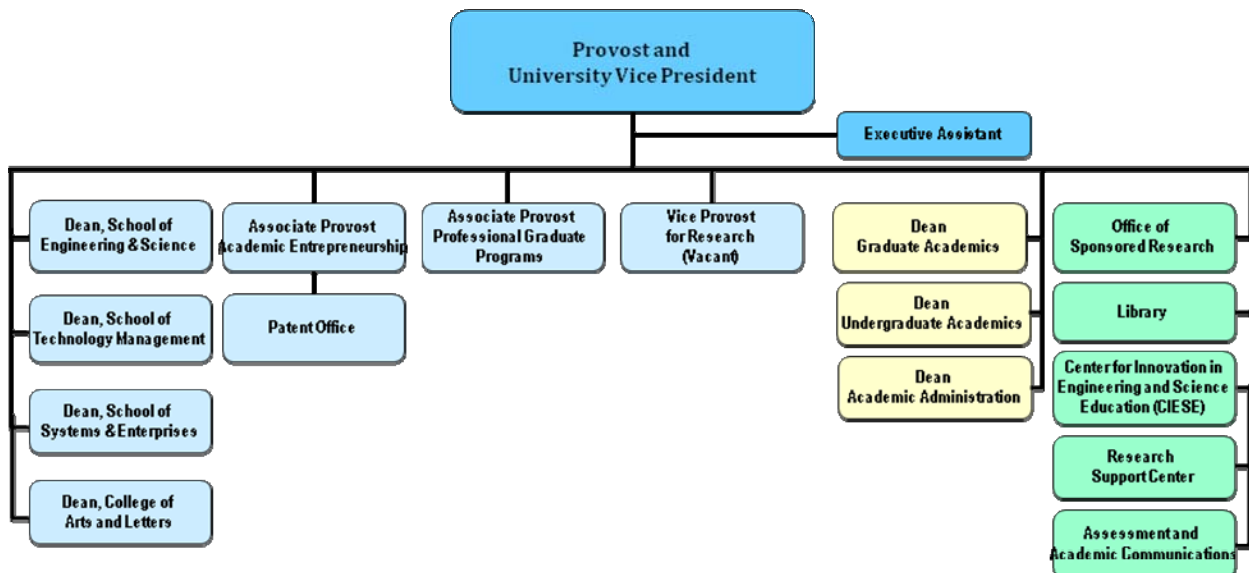 Provost and
University Vice President
Executive Assistant
Dean, School of
Engineering & Science
Associate Provost
Academic Entrepreneurship
Associate Provost
Professional Graduate
Programs
Vice Provost
for Research
(Vacant)
Dean
Graduate Academics
Office of
Sponsored Research
Dean, School of
Technology Management
Patent Office
Dean
Undergraduate Academics
Library
Dean
Academic Administration
Center for Innovation in
Engineering and Science
Education (CIESE)
Dean, School of
Systems & Enterprises
Research
Support Center
Dean, College of
Arts and Letters
Assessment and
Academic Communications